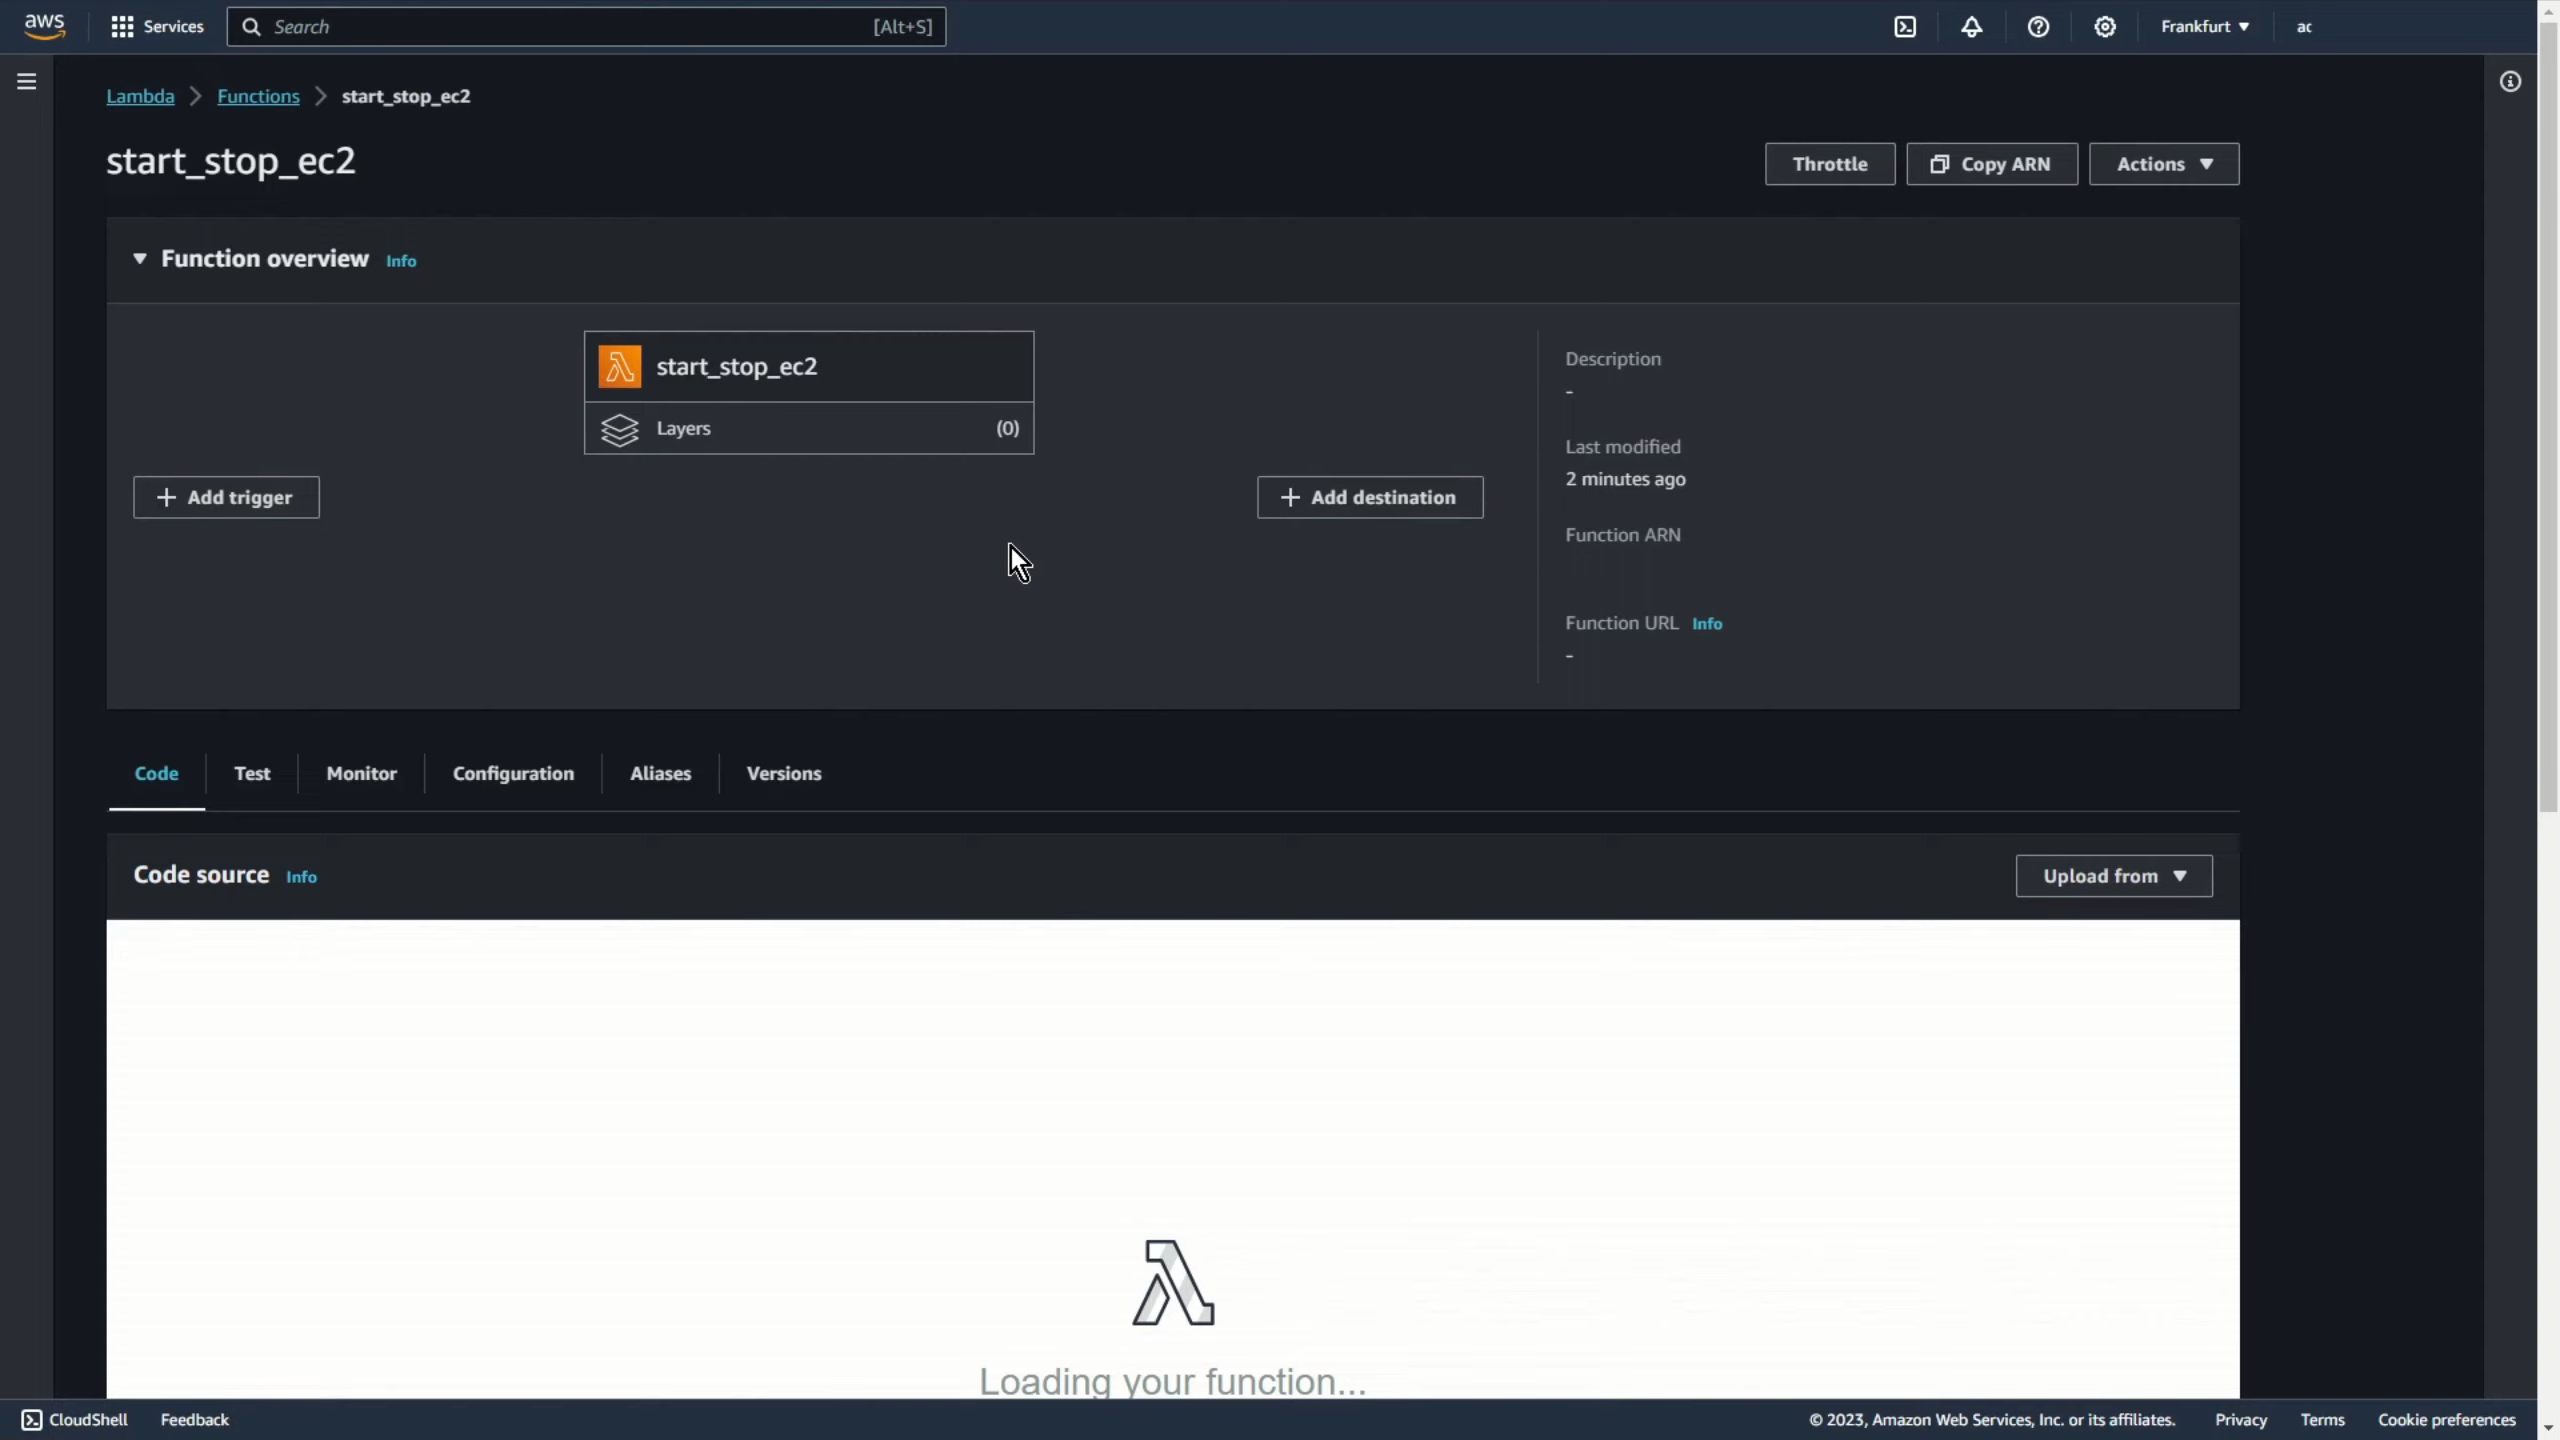 aws Services Search [Alt+S] Frankfurt ▼ ac
Lambda > Functions > start_stop_ec2
start_stop_ec2
Throttle Copy ARN Actions ▼
▼ Function overview Info
start_stop_ec2
Layers (0)
+ Add trigger
+ Add destination
Description
-
Last modified
2 minutes ago
Function ARN
Function URL Info
-
Code Test Monitor Configuration Aliases Versions
Code source Info
Upload from ▼
Loading your function...
CloudShell Feedback © 2023, Amazon Web Services, Inc. or its affiliates. Privacy Terms Cookie preferences